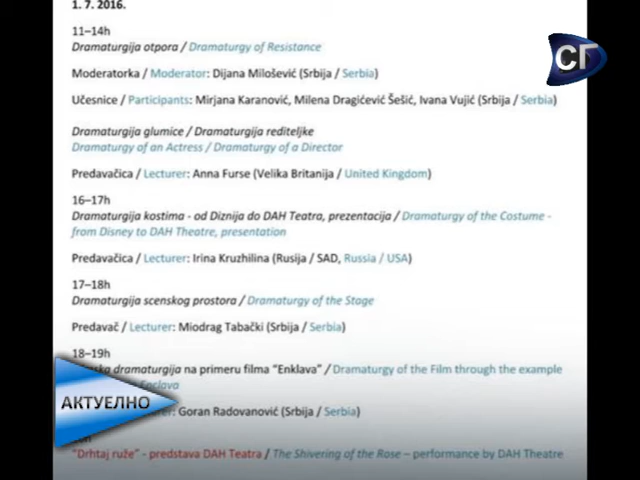 1. 7. 2016.
СГ
11–14h
Dramaturgija otpora / Dramaturgy of Resistance
Moderatorka / Moderator: Dijana Milošević (Srbija / Serbia)
Učesnice / Participants: Mirjana Karanović, Milena Dragićević Šešić, Ivana Vujić (Srbija / Serbia)
Dramaturgija glumice / Dramaturgija rediteljke
Dramaturgy of an Actress / Dramaturgy of a Director
Predavačica / Lecturer: Anna Furse (Velika Britanija / United Kingdom)
16–17h
Dramaturgija kostima - od Diznija do DAH Teatra, prezentacija / Dramaturgy of the Costume -
from Disney to DAH Theatre, presentation
Predavačica / Lecturer: Irina Kruzhilina (Rusija / SAD, Russia / USA)
17–18h
Dramaturgija scenskog prostora / Dramaturgy of the Stage
Predavač / Lecturer: Miodrag Tabački (Srbija / Serbia)
18–19h
dramaturgija na primeru filma “Enklava” / Dramaturgy of the Film through the example
Enclava
АКТУЕЛНО
Goran Radovanović (Srbija / Serbia)
“Drhtaj ruže” - predstava DAH Teatra / The Shivering of the Rose – performance by DAH Theatre